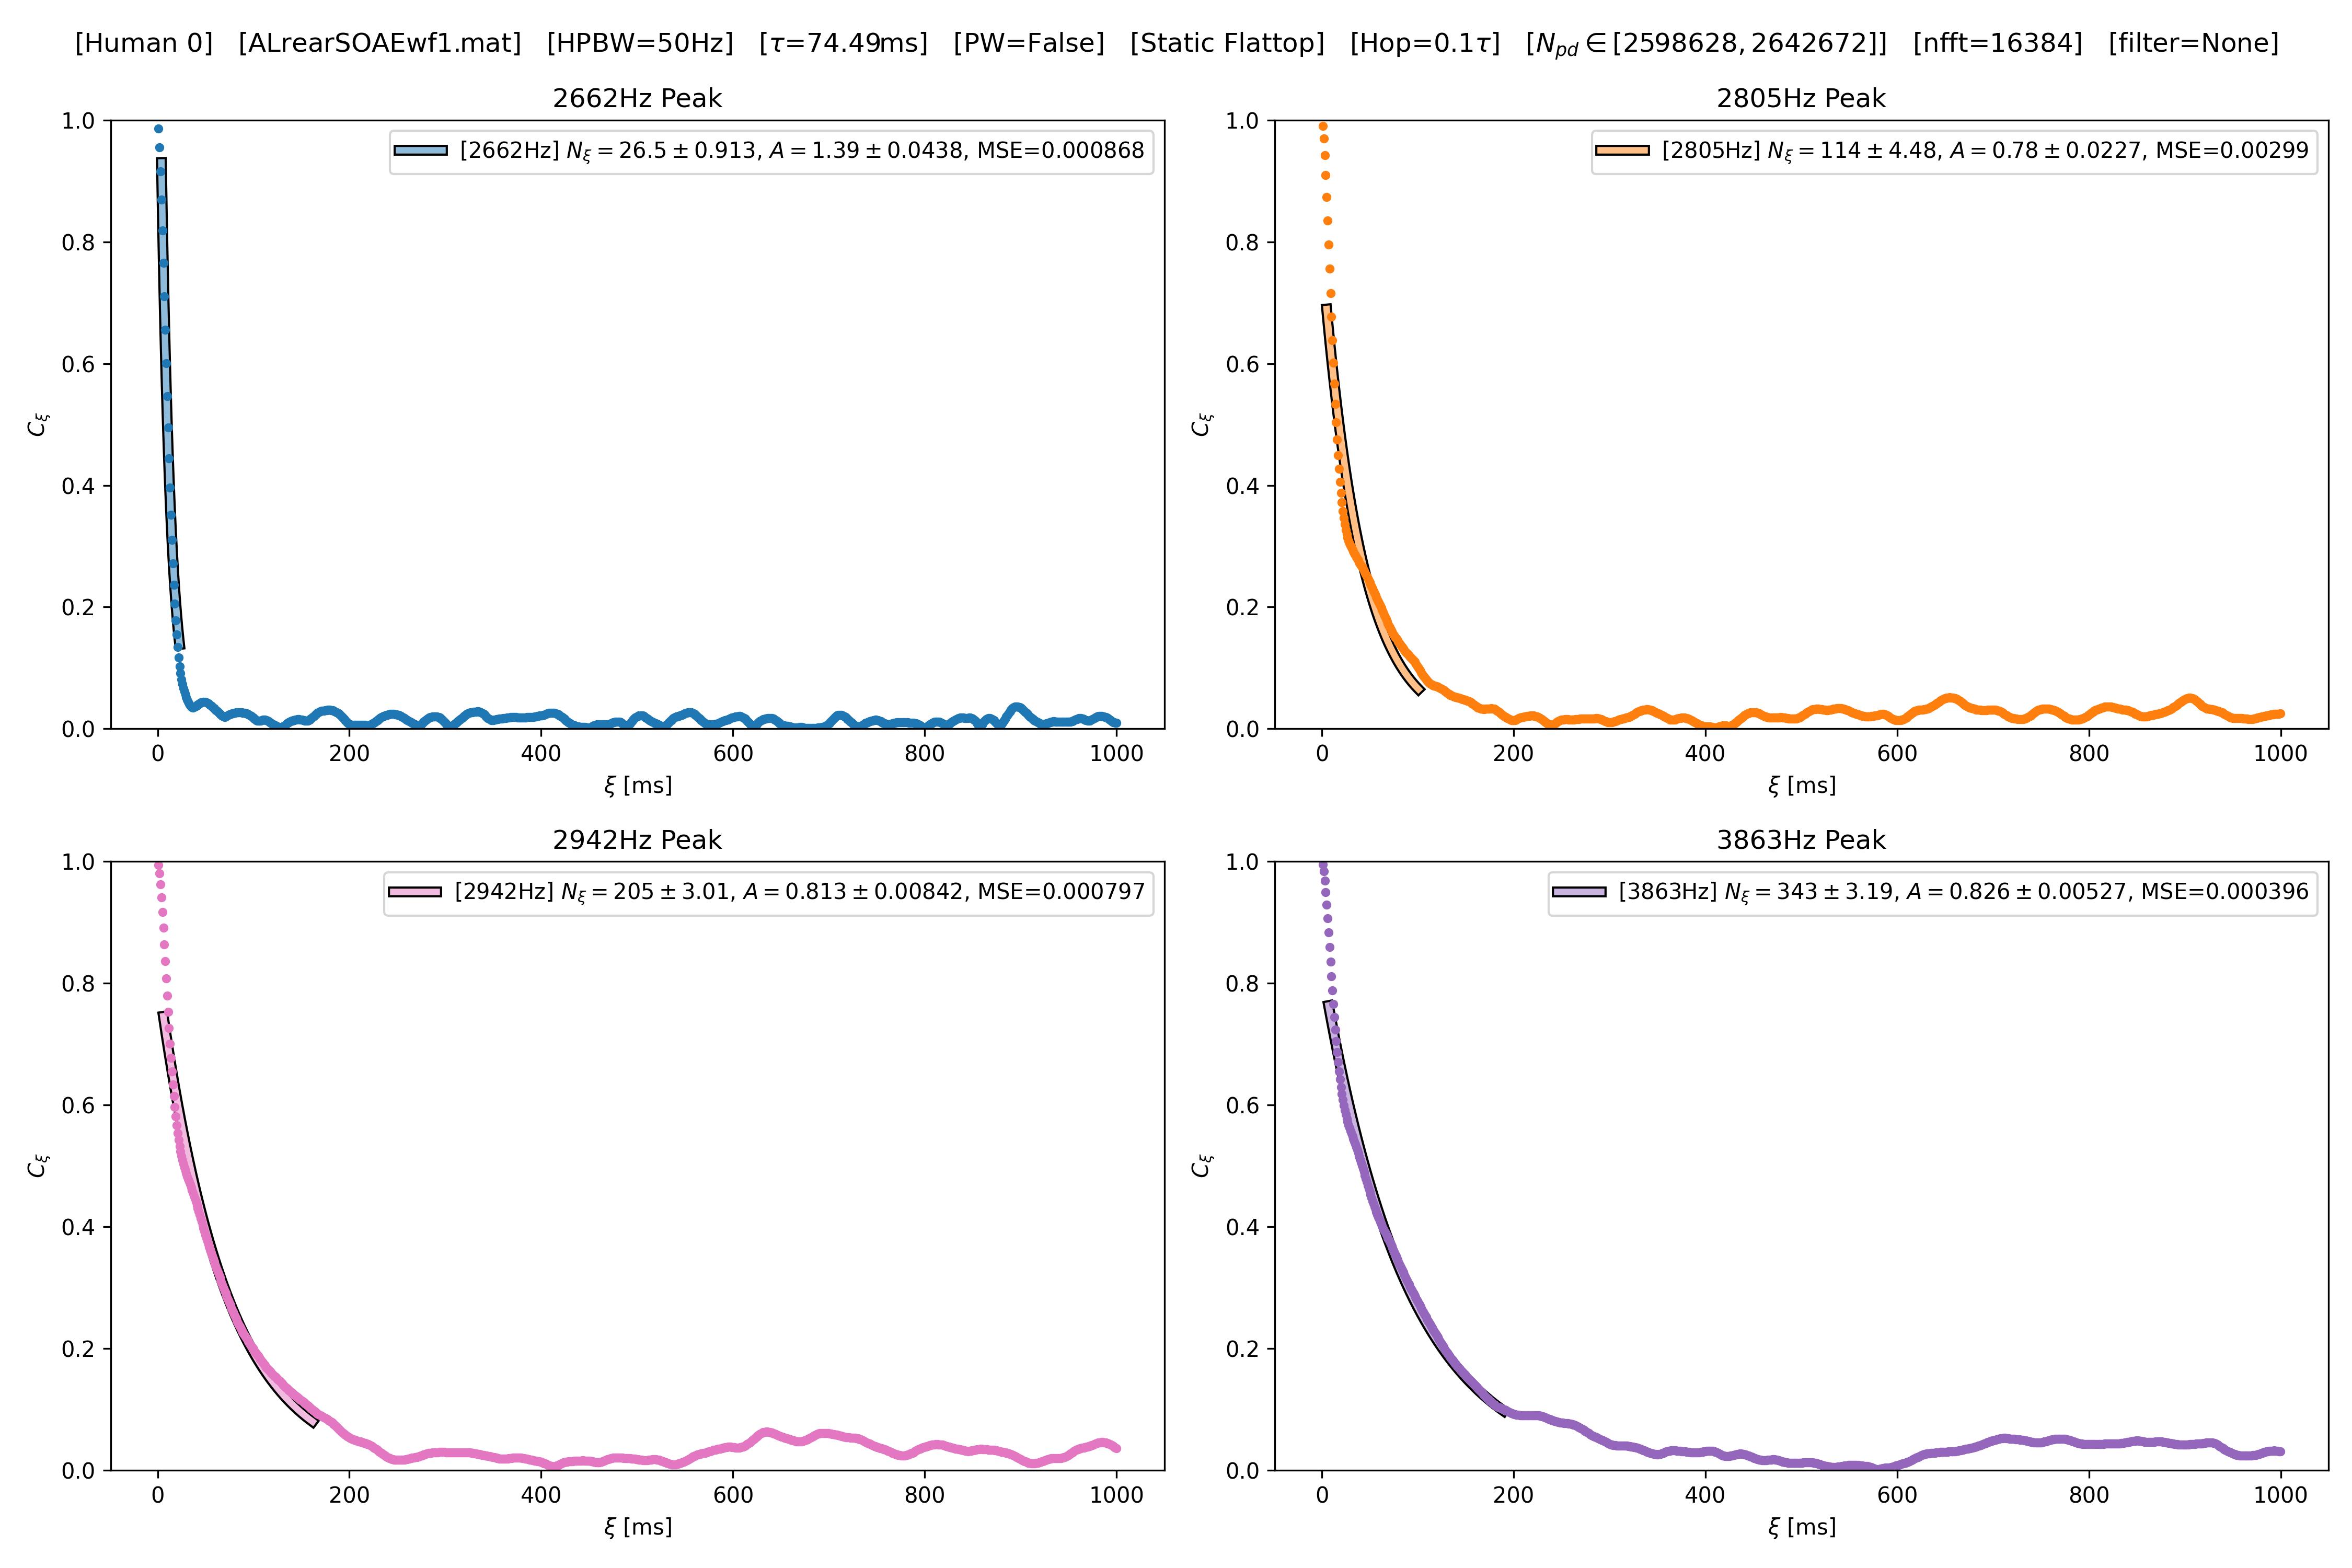 [Human 0] [ALrearSOAEwf1.mat] [HPBW=50Hz] [τ=74.49ms] [PW=False] [Static Flattop] [Hop=0.1τ] [N_pd ∈ [2598628, 2642672]] [nfft=16384] [filter=None]
2662Hz Peak
[2662Hz] N_ξ = 26.5 ± 0.913, A = 1.39 ± 0.0438, MSE=0.000868
1.0
0.8
0.6
0.4
0.2
0.0
C_ξ
0 200 400 600 800 1000
ξ [ms]
2805Hz Peak
[2805Hz] N_ξ = 114 ± 4.48, A = 0.78 ± 0.0227, MSE=0.00299
1.0
0.8
0.6
0.4
0.2
0.0
C_ξ
0 200 400 600 800 1000
ξ [ms]
2942Hz Peak
[2942Hz] N_ξ = 205 ± 3.01, A = 0.813 ± 0.00842, MSE=0.000797
1.0
0.8
0.6
0.4
0.2
0.0
C_ξ
0 200 400 600 800 1000
ξ [ms]
3863Hz Peak
[3863Hz] N_ξ = 343 ± 3.19, A = 0.826 ± 0.00527, MSE=0.000396
1.0
0.8
0.6
0.4
0.2
0.0
C_ξ
0 200 400 600 800 1000
ξ [ms]